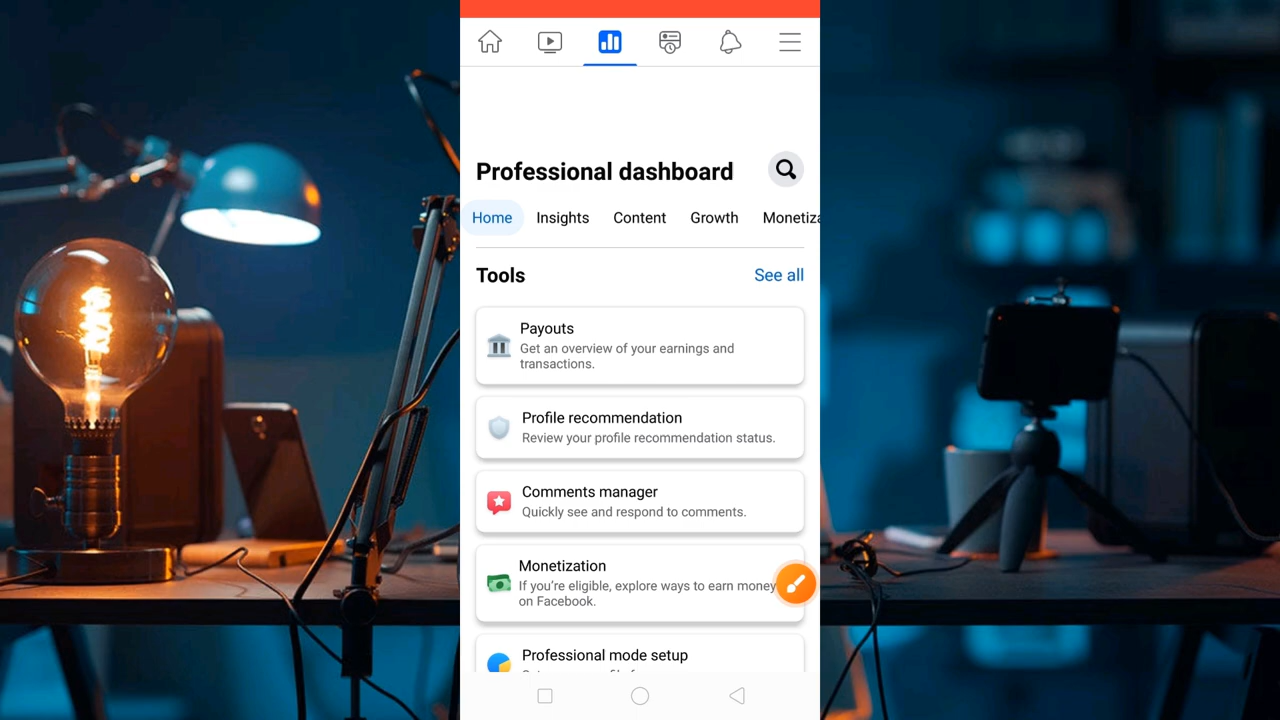 Professional dashboard
Home Insights Content Growth Monetiza
Tools See all
Payouts
Get an overview of your earnings and
transactions.
Profile recommendation
Review your profile recommendation status.
Comments manager
Quickly see and respond to comments.
Monetization
If you're eligible, explore ways to earn money
on Facebook.
Professional mode setup